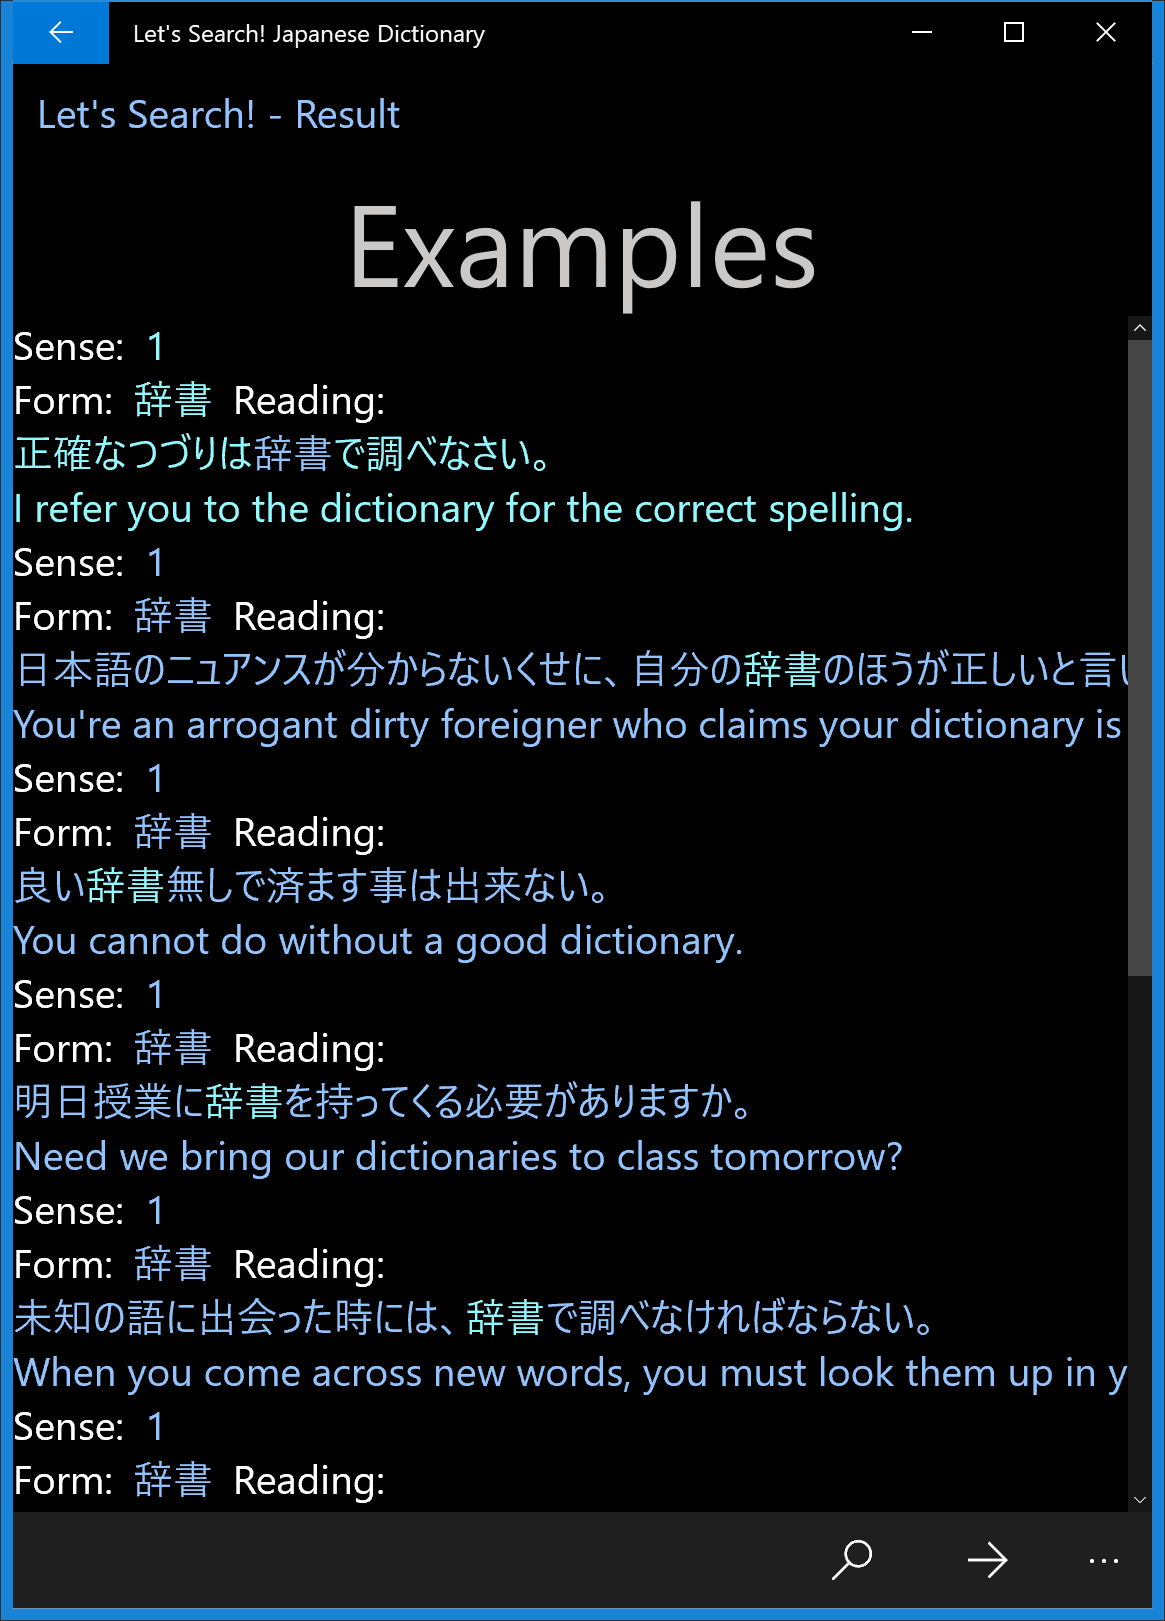 Let's Search! Japanese Dictionary
Let's Search! - Result
Examples
Sense: 1
Form: 辞書 Reading:
正確なつづりは辞書で調べなさい。
I refer you to the dictionary for the correct spelling.
Sense: 1
Form: 辞書 Reading:
日本語のニュアンスが分からないくせに、自分の辞書のほうが正しいと言い
You're an arrogant dirty foreigner who claims your dictionary is
Sense: 1
Form: 辞書 Reading:
良い辞書無しで済ます事は出来ない。
You cannot do without a good dictionary.
Sense: 1
Form: 辞書 Reading:
明日授業に辞書を持ってくる必要がありますか。
Need we bring our dictionaries to class tomorrow?
Sense: 1
Form: 辞書 Reading:
未知の語に出会った時には、辞書で調べなければならない。
When you come across new words, you must look them up in y
Sense: 1
Form: 辞書 Reading: